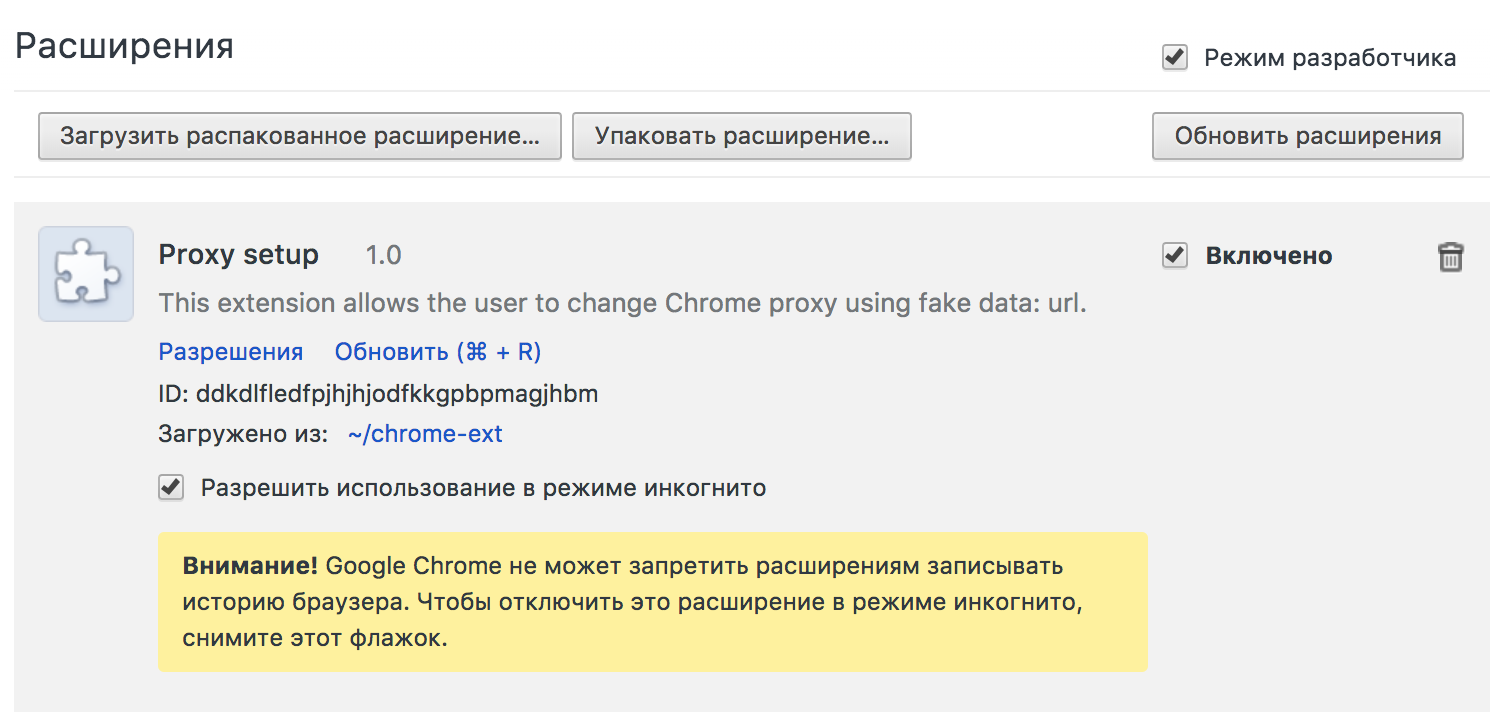 Расширения
Режим разработчика
Загрузить распакованное расширение...
Упаковать расширение...
Обновить расширения
Proxy setup 1.0
Включено
This extension allows the user to change Chrome proxy using fake data: url.
Разрешения Обновить (⌘ + R)
ID: ddkdlfledfpjhjhjodfkkgpbpmagjhbm
Загружено из: ~/chrome-ext
Разрешить использование в режиме инкогнито
Внимание! Google Chrome не может запретить расширениям записывать
историю браузера. Чтобы отключить это расширение в режиме инкогнито,
снимите этот флажок.